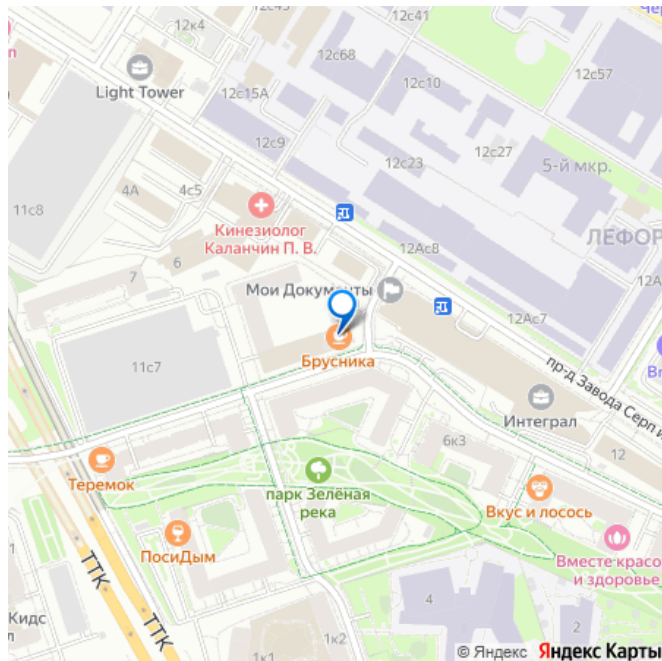 12с43
12с41
12к4
12с68
12с57
Light Tower
12с10
12с15А
12с9
12с27
4А
4с5
12с23
5-й мкр.
11с8
Кинезиолог
Каланчин П. В.
12Ас8
ЛЕФОР
6
7
Мои Документы
12Ас7
11с7
Брусника
пр-д Завода Серп и
Интеграл
6к3
12
Теремок
парк Зелёная
река
Вкус и лосось
ПосиДым
Вместе красо
и здоровье
ТТК
ТТК
4
2
Кидс
л
1к2
1к1
© Яндекс Яндекс Карты